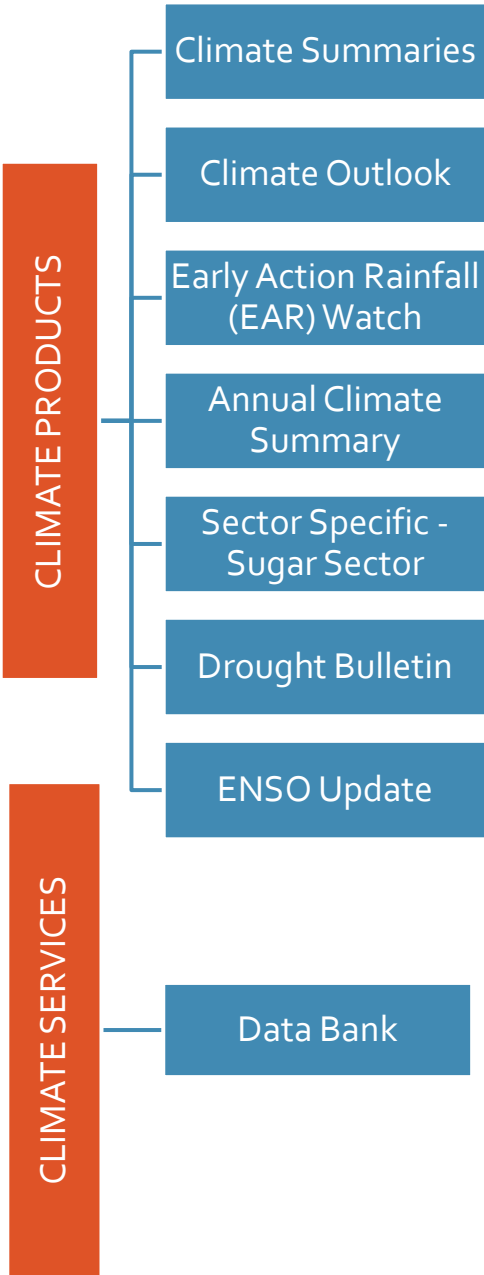 CLIMATE PRODUCTS
Climate Summaries
Climate Outlook
Early Action Rainfall
(EAR) Watch
Annual Climate
Summary
Sector Specific -
Sugar Sector
Drought Bulletin
ENSO Update
CLIMATE SERVICES
Data Bank